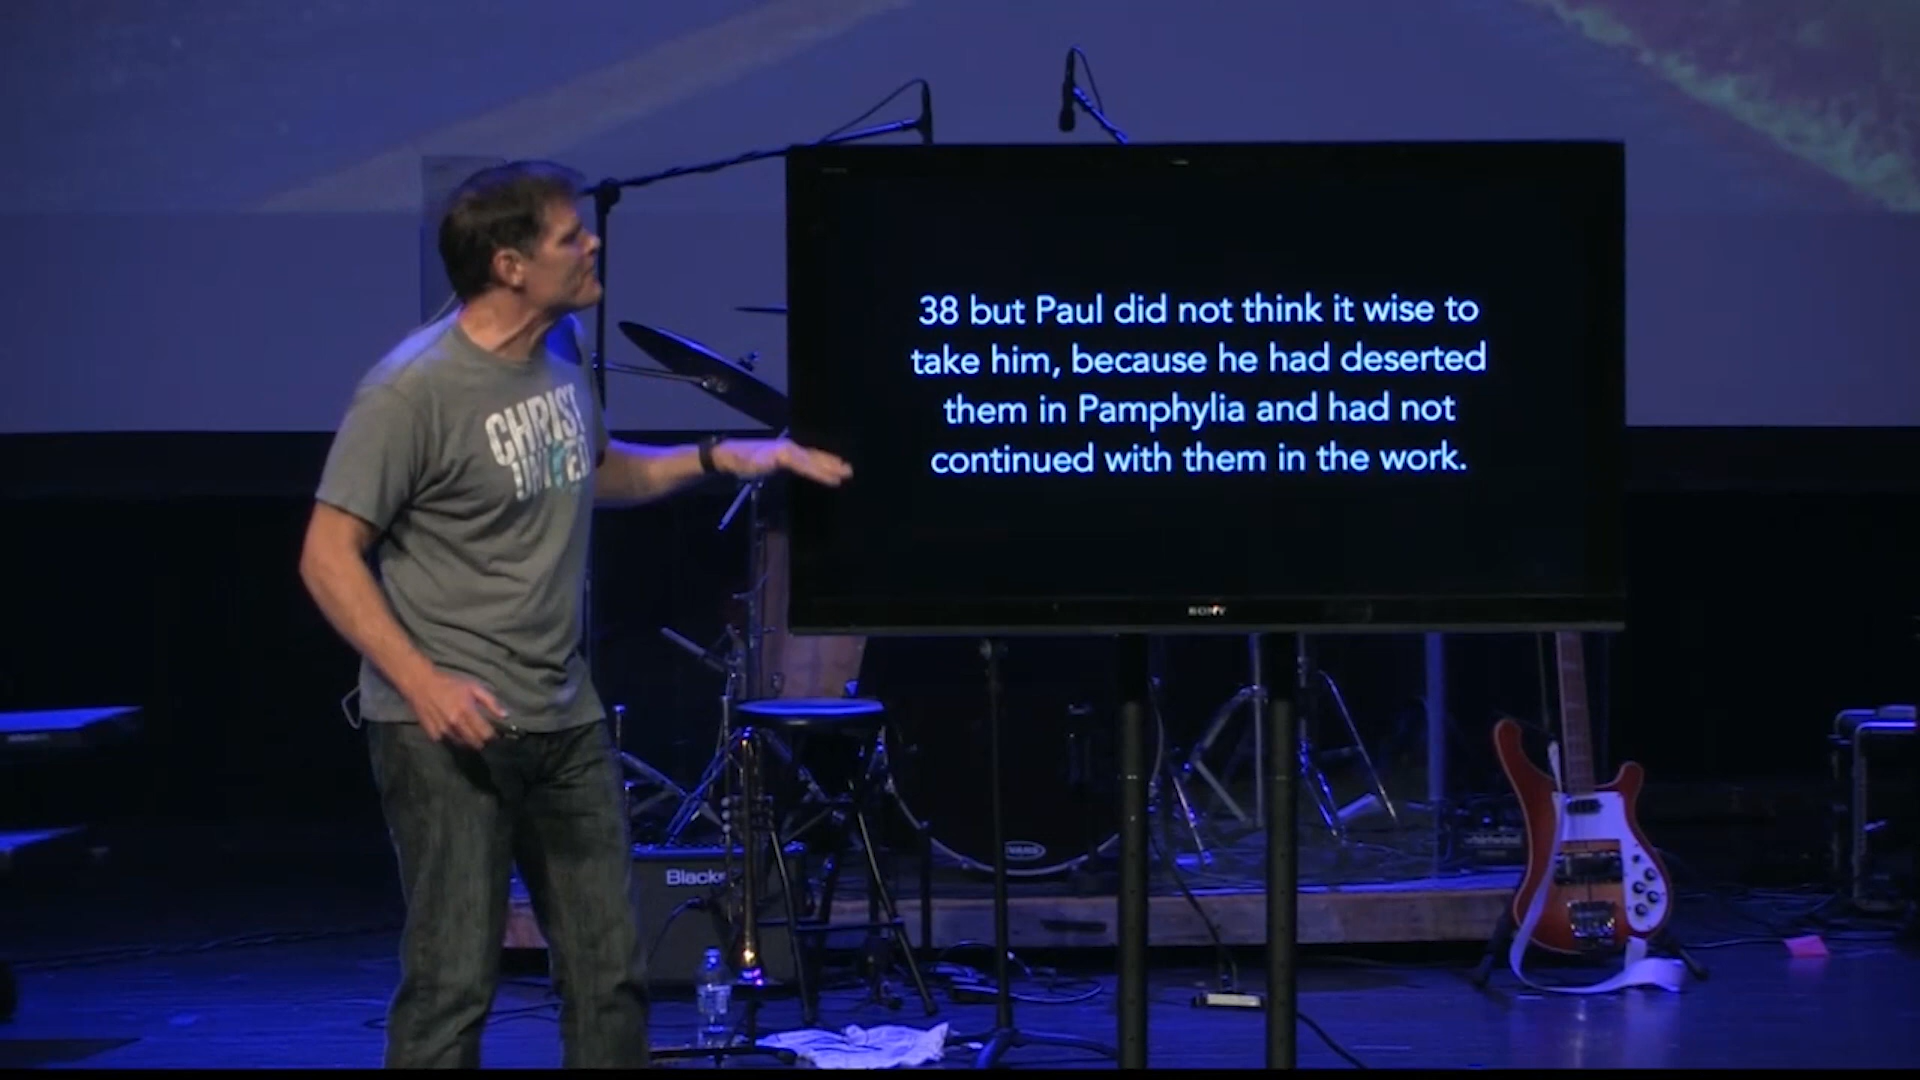 38 but Paul did not think it wise to
take him, because he had deserted
them in Pamphylia and had not
continued with them in the work.
SONY
CHRIST
UNITED
Blacks